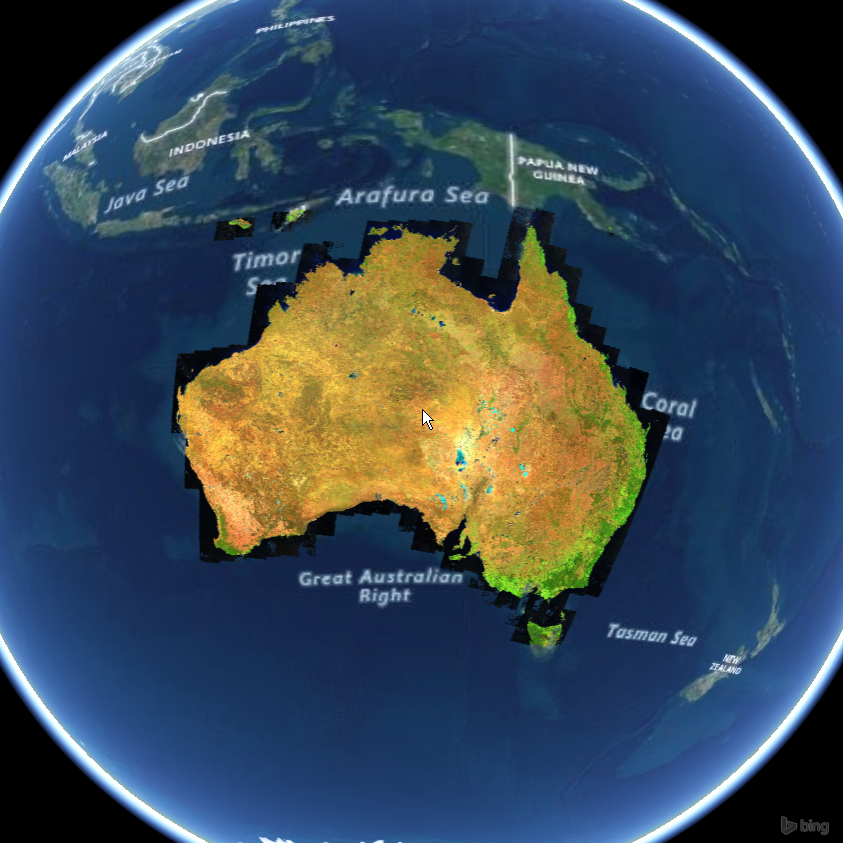 PHILIPPINES
MALAYSIA
INDONESIA
Java Sea
PAPUA NEW
GUINEA
Arafura Sea
Timor
Sea
Coral
ea
Great Australian
Bight
Tasman Sea
NEW
ZEALAND
bing